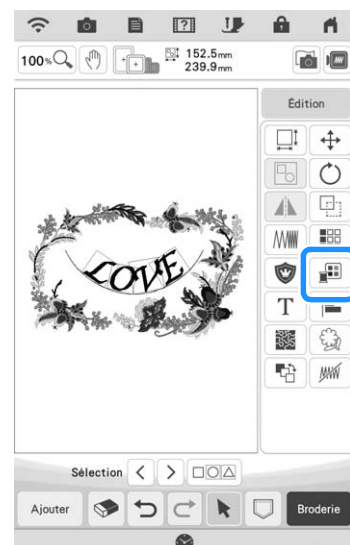 100 %
152.5mm
239.9mm
Édition
LOVE
T
Sélection
Ajouter
Broderie